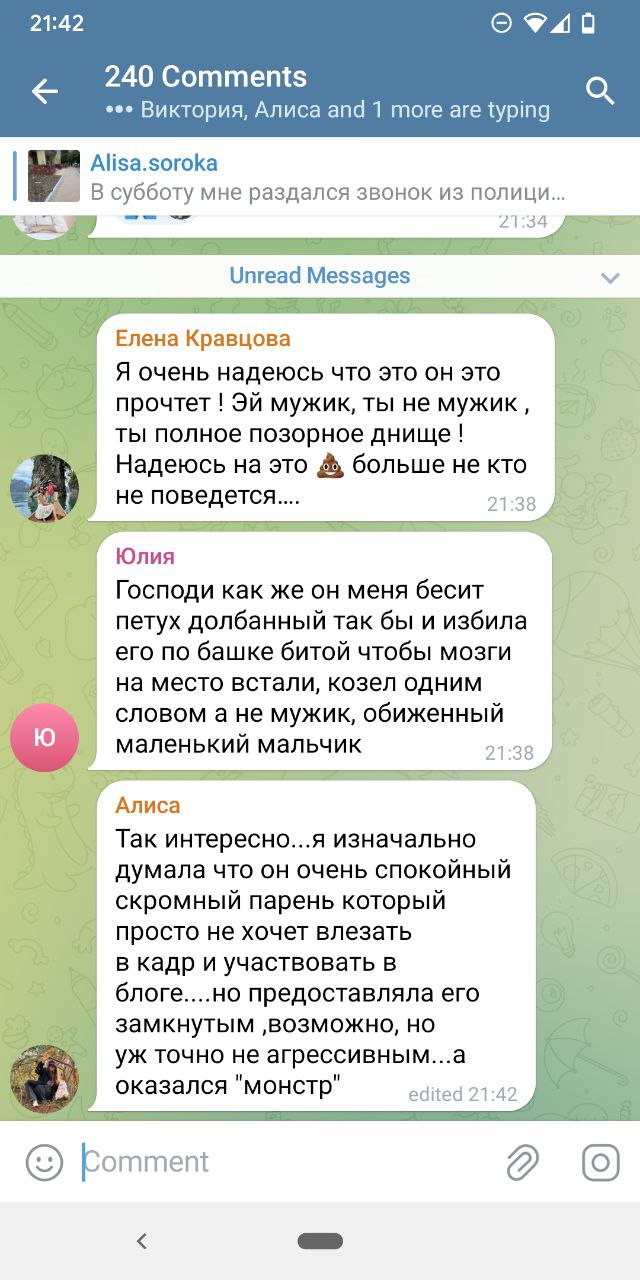 21:42
240 Comments
••• Виктория, Алиса and 1 more are typing
Alisa.soroka
В субботу мне раздался звонок из полици...
21:34
Unread Messages
Елена Кравцова
Я очень надеюсь что это он это
прочтет ! Эй мужик, ты не мужик ,
ты полное позорное днище !
Надеюсь на это 💩 больше не кто
не поведется....
21:38
Юлия
Господи как же он меня бесит
петух долбанный так бы и избила
его по башке битой чтобы мозги
на место встали, козел одним
словом а не мужик, обиженный
маленький мальчик
21:38
Ю
Алиса
Так интересно...я изначально
думала что он очень спокойный
скромный парень который
просто не хочет влезать
в кадр и участвовать в
блоге....но предоставляла его
замкнутым ,возможно, но
уж точно не агрессивным...а
оказался "монстр"
edited 21:42
Comment